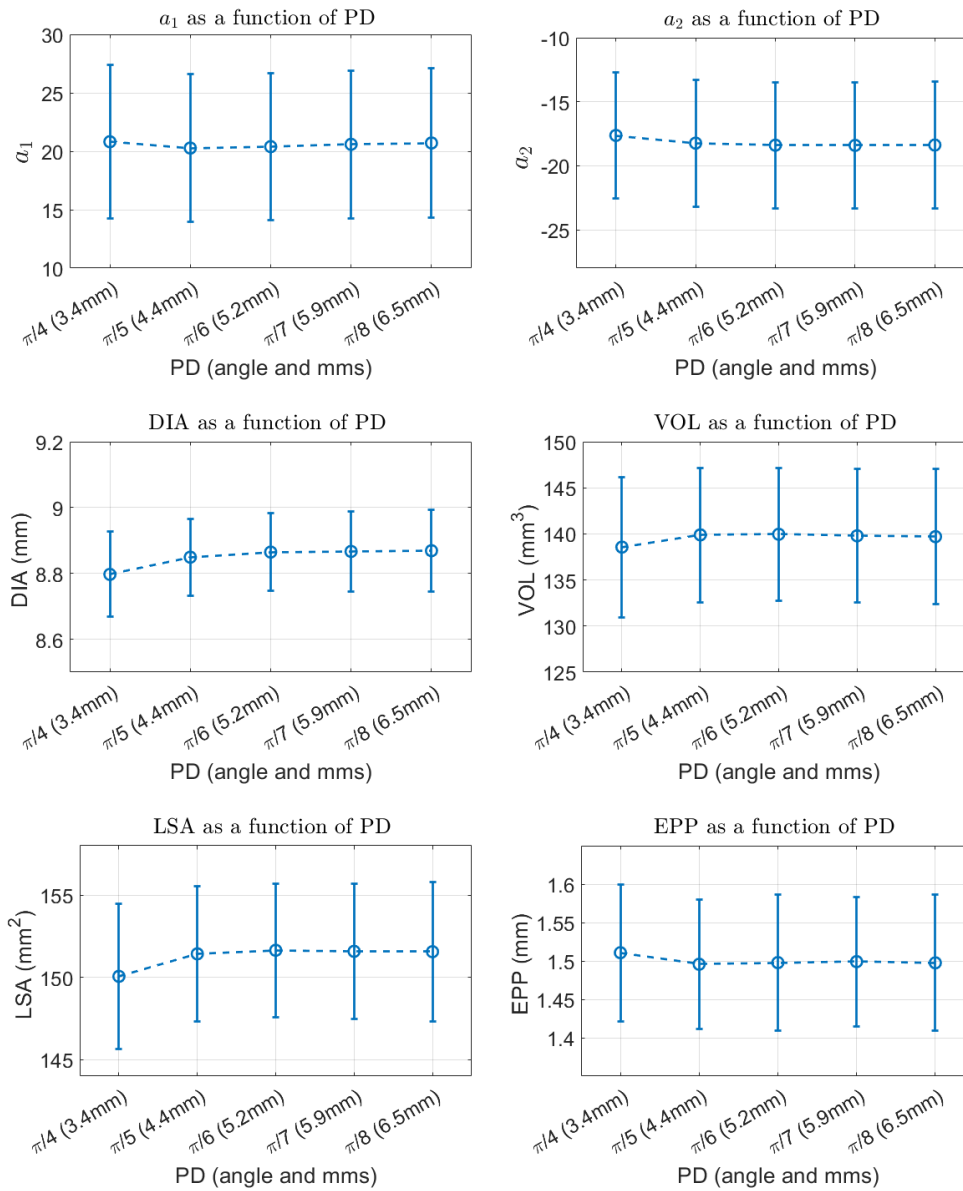 a₁ as a function of PD
30
25
20
15
10
a₁
π/4 (3.4mm)
π/5 (4.4mm)
π/6 (5.2mm)
π/7 (5.9mm)
π/8 (6.5mm)
PD (angle and mms)
a₂ as a function of PD
-10
-15
-20
-25
a₂
π/4 (3.4mm)
π/5 (4.4mm)
π/6 (5.2mm)
π/7 (5.9mm)
π/8 (6.5mm)
PD (angle and mms)
DIA as a function of PD
9.2
9
8.8
8.6
DIA (mm)
π/4 (3.4mm)
π/5 (4.4mm)
π/6 (5.2mm)
π/7 (5.9mm)
π/8 (6.5mm)
PD (angle and mms)
VOL as a function of PD
150
145
140
135
130
125
VOL (mm³)
π/4 (3.4mm)
π/5 (4.4mm)
π/6 (5.2mm)
π/7 (5.9mm)
π/8 (6.5mm)
PD (angle and mms)
LSA as a function of PD
155
150
145
LSA (mm²)
π/4 (3.4mm)
π/5 (4.4mm)
π/6 (5.2mm)
π/7 (5.9mm)
π/8 (6.5mm)
PD (angle and mms)
EPP as a function of PD
1.6
1.55
1.5
1.45
1.4
EPP (mm)
π/4 (3.4mm)
π/5 (4.4mm)
π/6 (5.2mm)
π/7 (5.9mm)
π/8 (6.5mm)
PD (angle and mms)